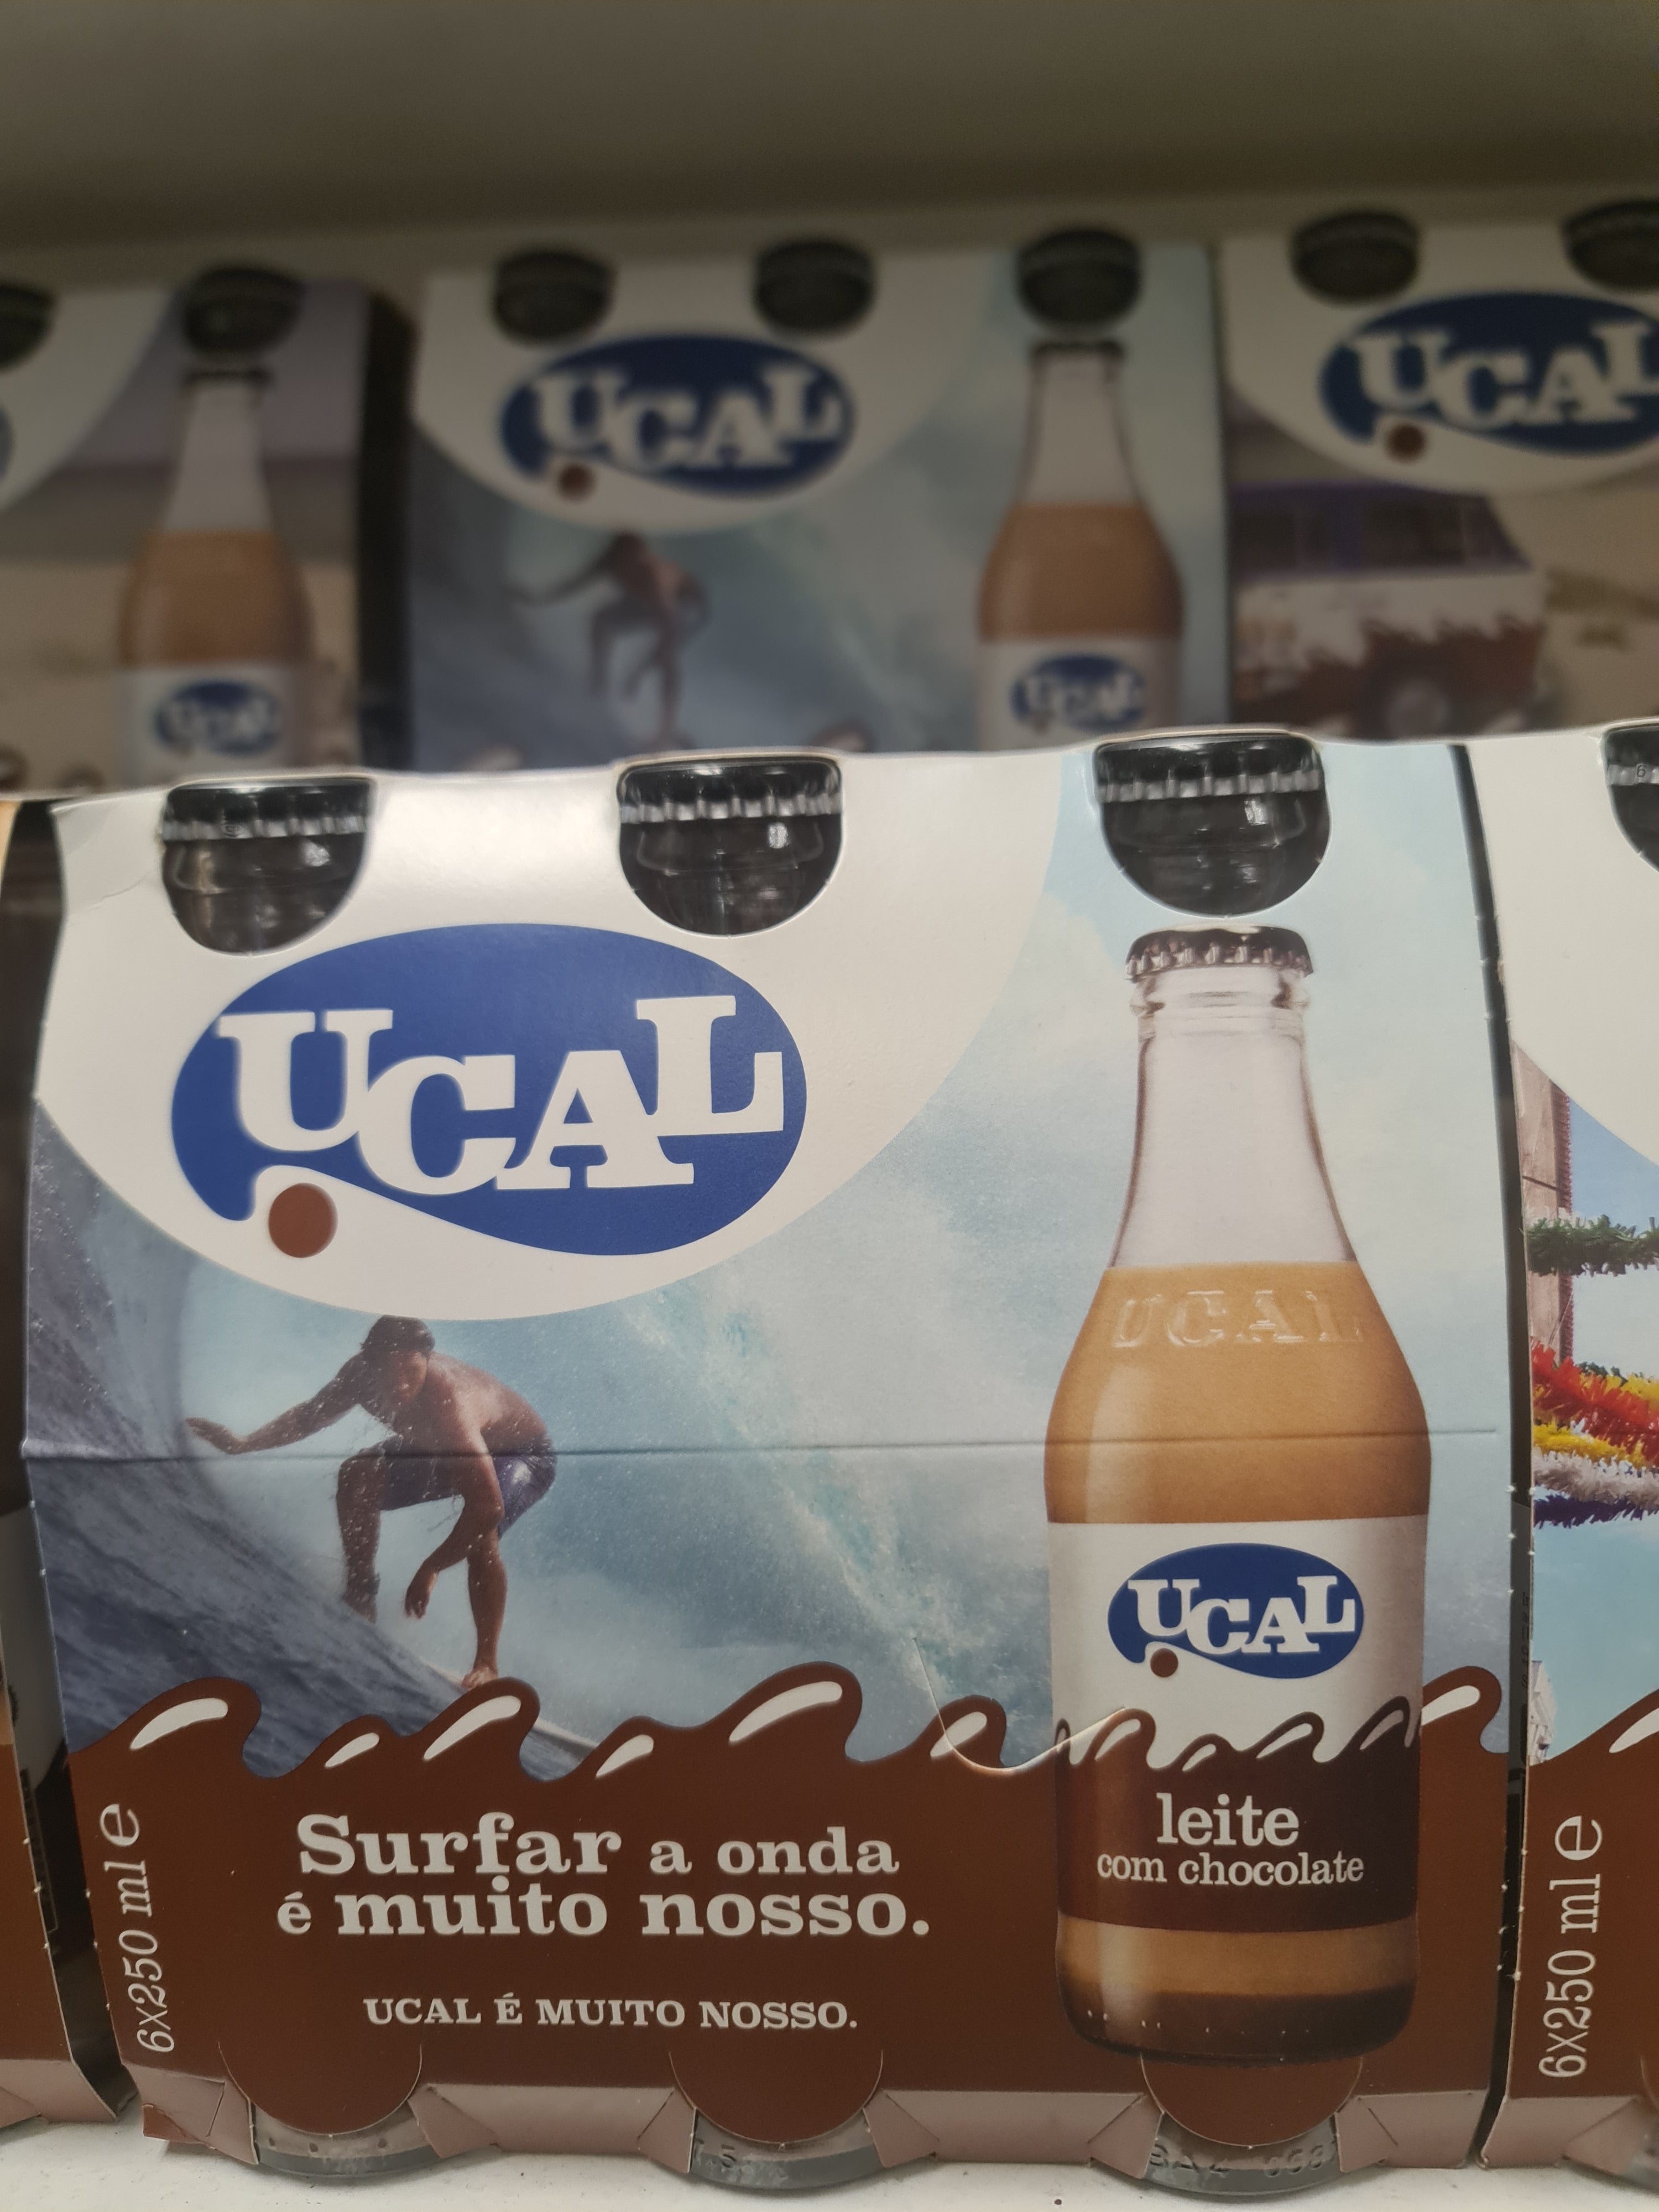 UCAL
UCAL
UCAL
UCAL
UCAL
UCAL
UCAL
leite
com chocolate
Surfar a onda
é muito nosso.
UCAL É MUITO NOSSO.
6x250 ml e
6x250 ml e